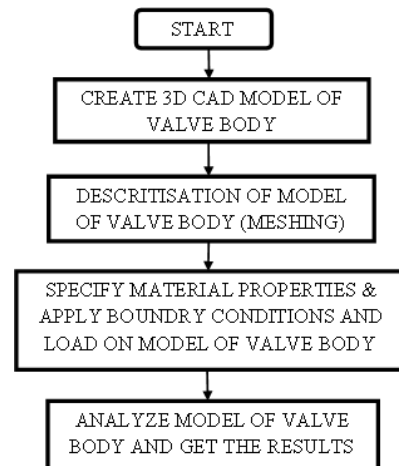 START
CREATE 3D CAD MODEL OF
VALVE BODY
DESCRITISATION OF MODEL
OF VALVE BODY (MESHING)
SPECIFY MATERIAL PROPERTIES &
APPLY BOUNDRY CONDITIONS AND
LOAD ON MODEL OF VALVE BODY
ANALYZE MODEL OF VALVE
BODY AND GET THE RESULTS